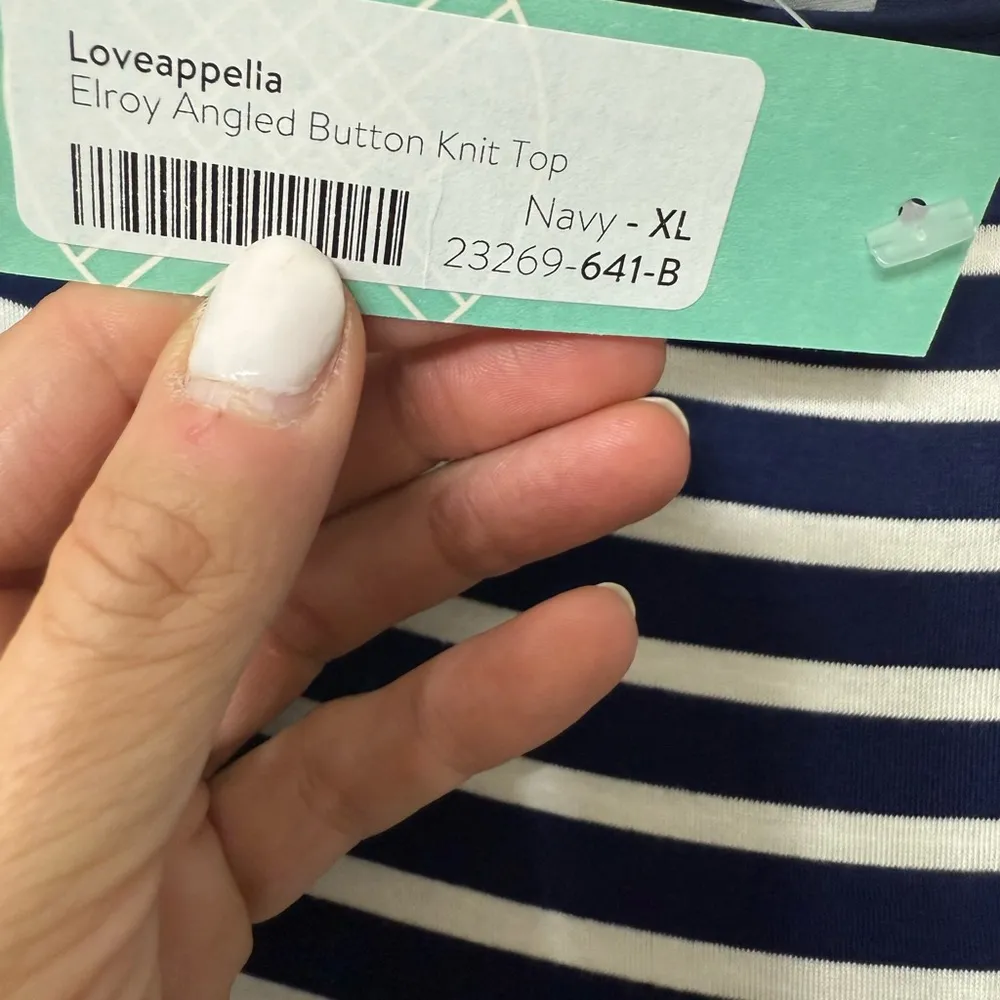 Loveappelia
Elroy Angled Button Knit Top
Navy - XL
23269-641-B